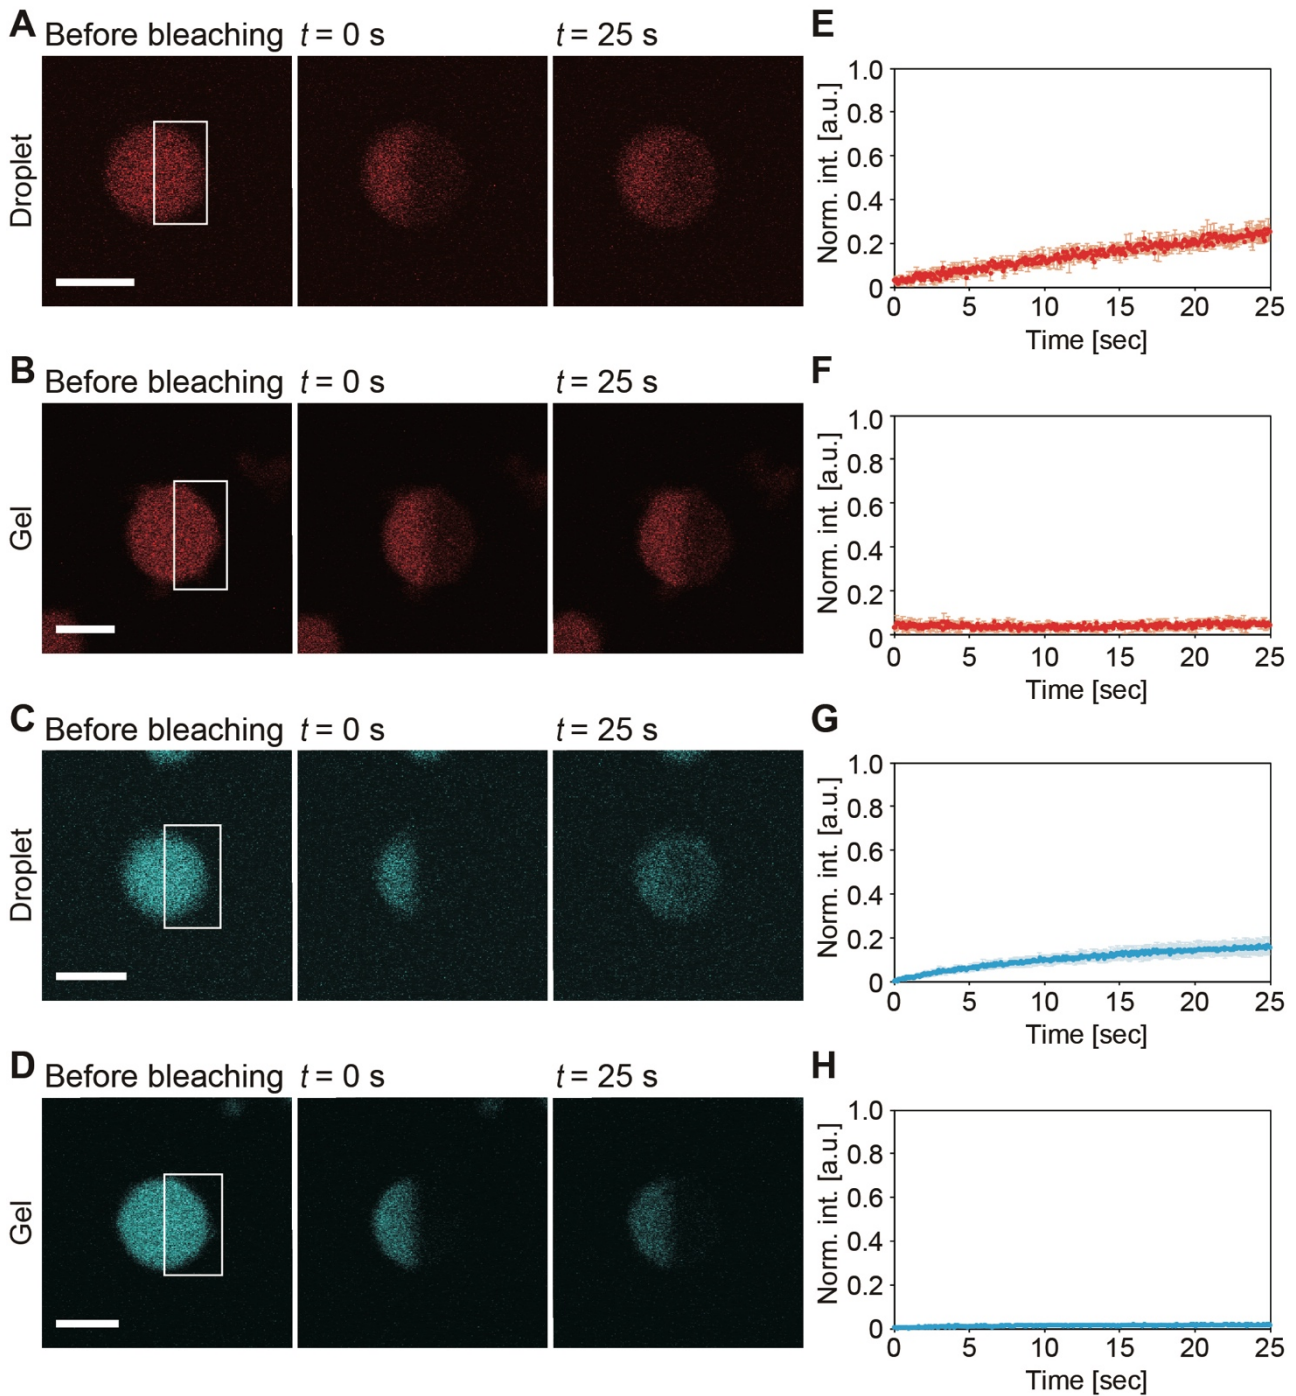 A Before bleaching t = 0 s t = 25 s
Droplet
E
1.0
0.8
0.6
0.4
0.2
0
Norm. int. [a.u.]
0 5 10 15 20 25
Time [sec]
B Before bleaching t = 0 s t = 25 s
Gel
F
1.0
0.8
0.6
0.4
0.2
0
Norm. int. [a.u.]
0 5 10 15 20 25
Time [sec]
C Before bleaching t = 0 s t = 25 s
Droplet
G
1.0
0.8
0.6
0.4
0.2
0
Norm. int. [a.u.]
0 5 10 15 20 25
Time [sec]
D Before bleaching t = 0 s t = 25 s
Gel
H
1.0
0.8
0.6
0.4
0.2
0
Norm. int. [a.u.]
0 5 10 15 20 25
Time [sec]